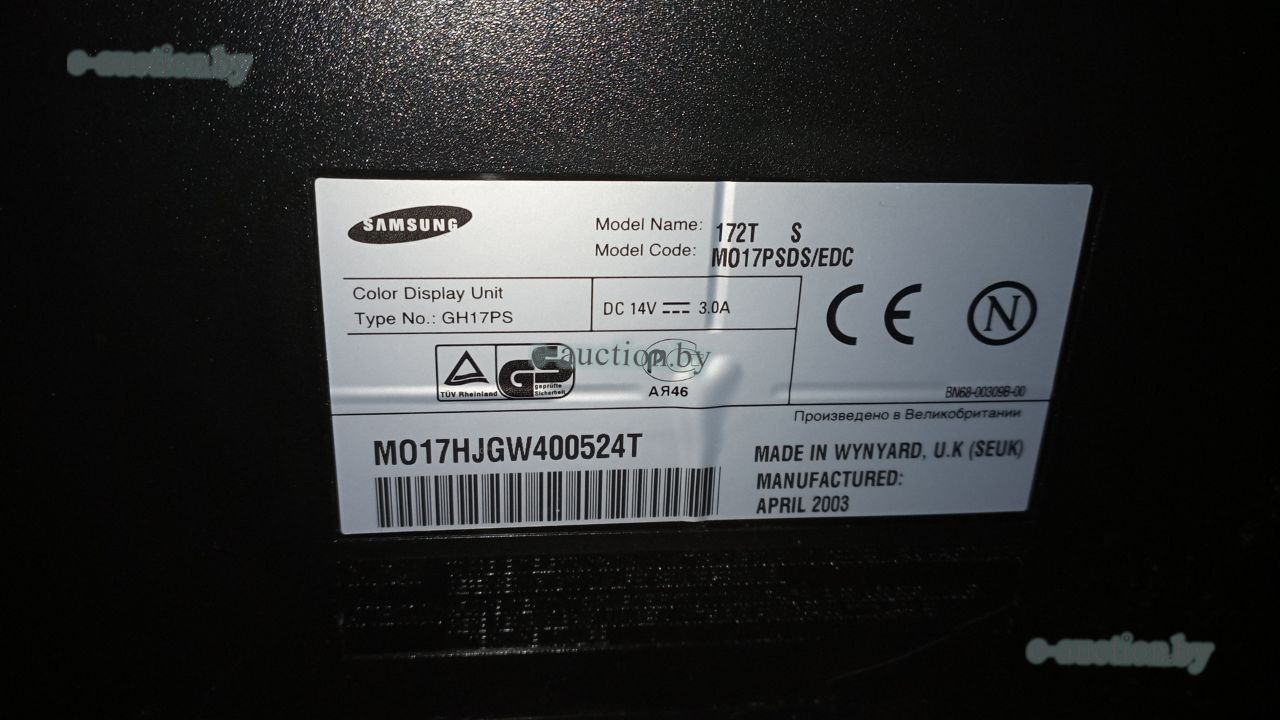 e-auction.by
SAMSUNG
Model Name: 172T S
Model Code: MO17PSDS/EDC
Color Display Unit
Type No.: GH17PS
DC 14V 3.0A
CE
N
e-auction.by
TÜV Rheinland
GS
geprüfte
Sicherheit
АЯ46
BN68-00309B-00
Произведено в Великобритании
MO17HJGW400524T
MADE IN WYNYARD, U.K (SEUK)
MANUFACTURED:
APRIL 2003
e-auction.by